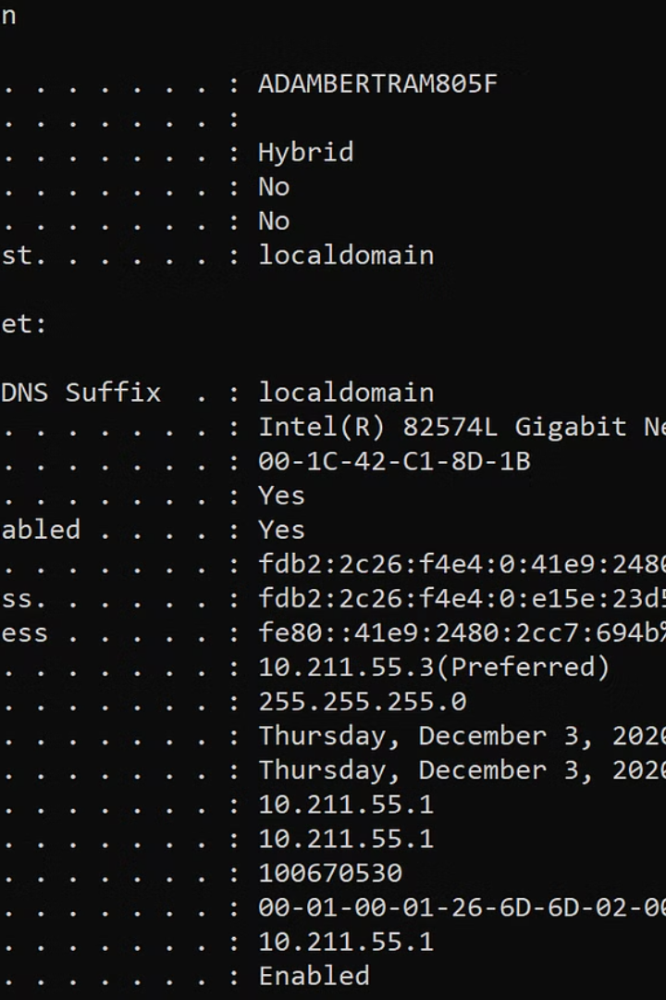 n
. . . . . . . : ADAMBERTRAM805F
. . . . . . . :
. . . . . . . : Hybrid
. . . . . . . : No
. . . . . . . : No
st. . . . . . : localdomain
et:
DNS Suffix  . : localdomain
. . . . . . . : Intel(R) 82574L Gigabit Ne
. . . . . . . : 00-1C-42-C1-8D-1B
. . . . . . . : Yes
abled . . . . : Yes
. . . . . . . : fdb2:2c26:f4e4:0:41e9:2480
ss. . . . . . : fdb2:2c26:f4e4:0:e15e:23d5
ess . . . . . : fe80::41e9:2480:2cc7:694b%
. . . . . . . : 10.211.55.3(Preferred)
. . . . . . . : 255.255.255.0
. . . . . . . : Thursday, December 3, 2020
. . . . . . . : Thursday, December 3, 2020
. . . . . . . : 10.211.55.1
. . . . . . . : 10.211.55.1
. . . . . . . : 100670530
. . . . . . . : 00-01-00-01-26-6D-6D-02-00
. . . . . . . : 10.211.55.1
. . . . . . . : Enabled